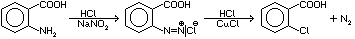 COOH HCl COOH HCl COOH
NH2 NaNO2 N=N|Cl− CuCl Cl + N2